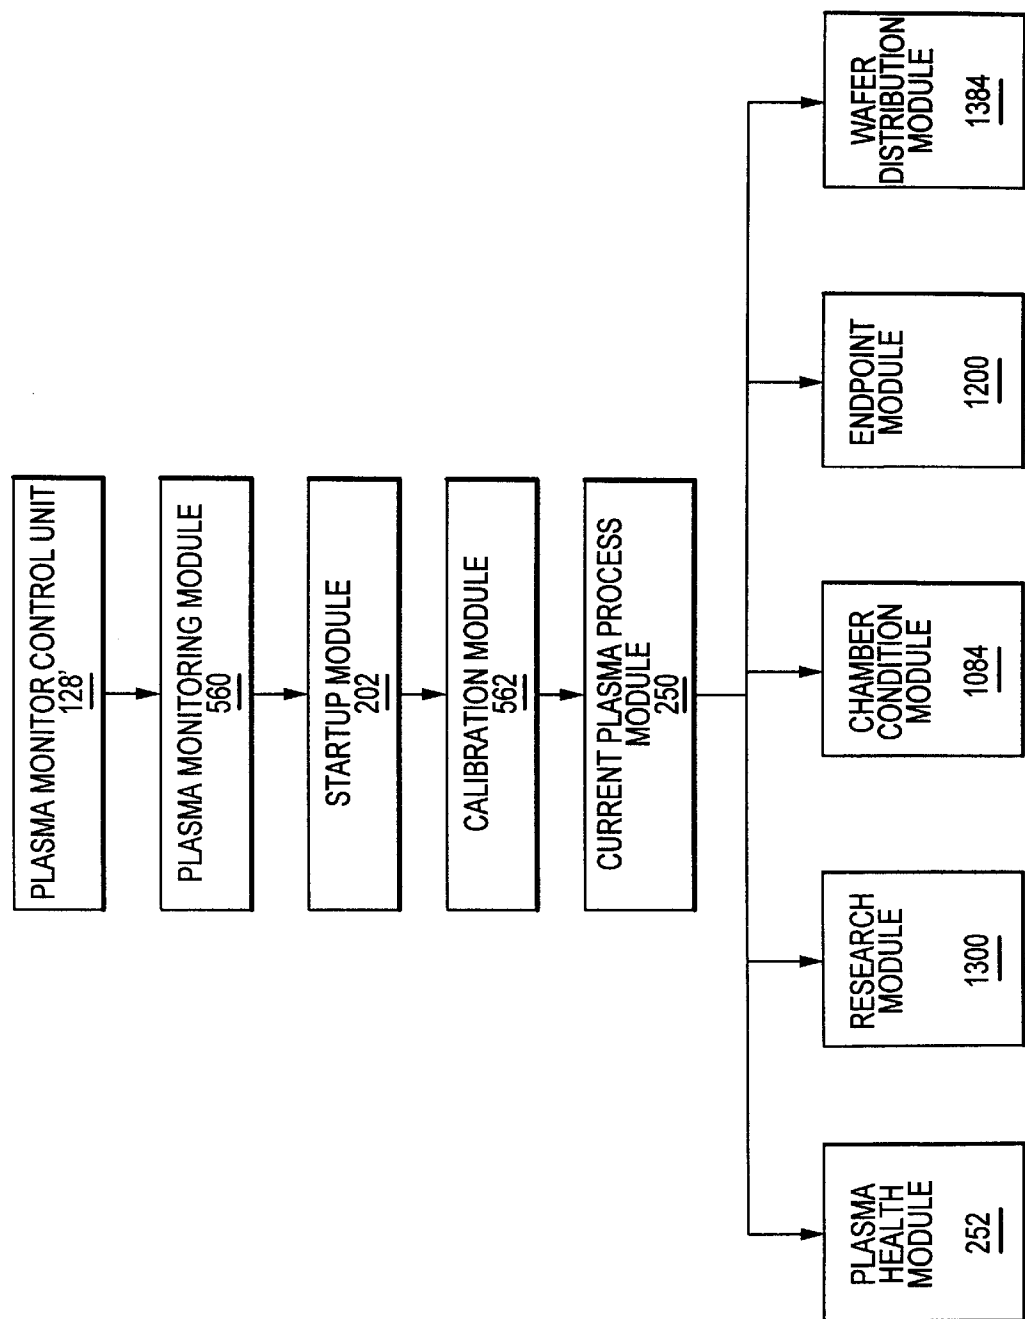 PLASMA MONITOR CONTROL UNIT
128'
PLASMA MONITORING MODULE
560
STARTUP MODULE
202
CALIBRATION MODULE
562
CURRENT PLASMA PROCESS
MODULE
250
PLASMA
HEALTH
MODULE
252
RESEARCH
MODULE
1300
CHAMBER
CONDITION
MODULE
1084
ENDPOINT
MODULE
1200
WAFER
DISTRIBUTION
MODULE
1384